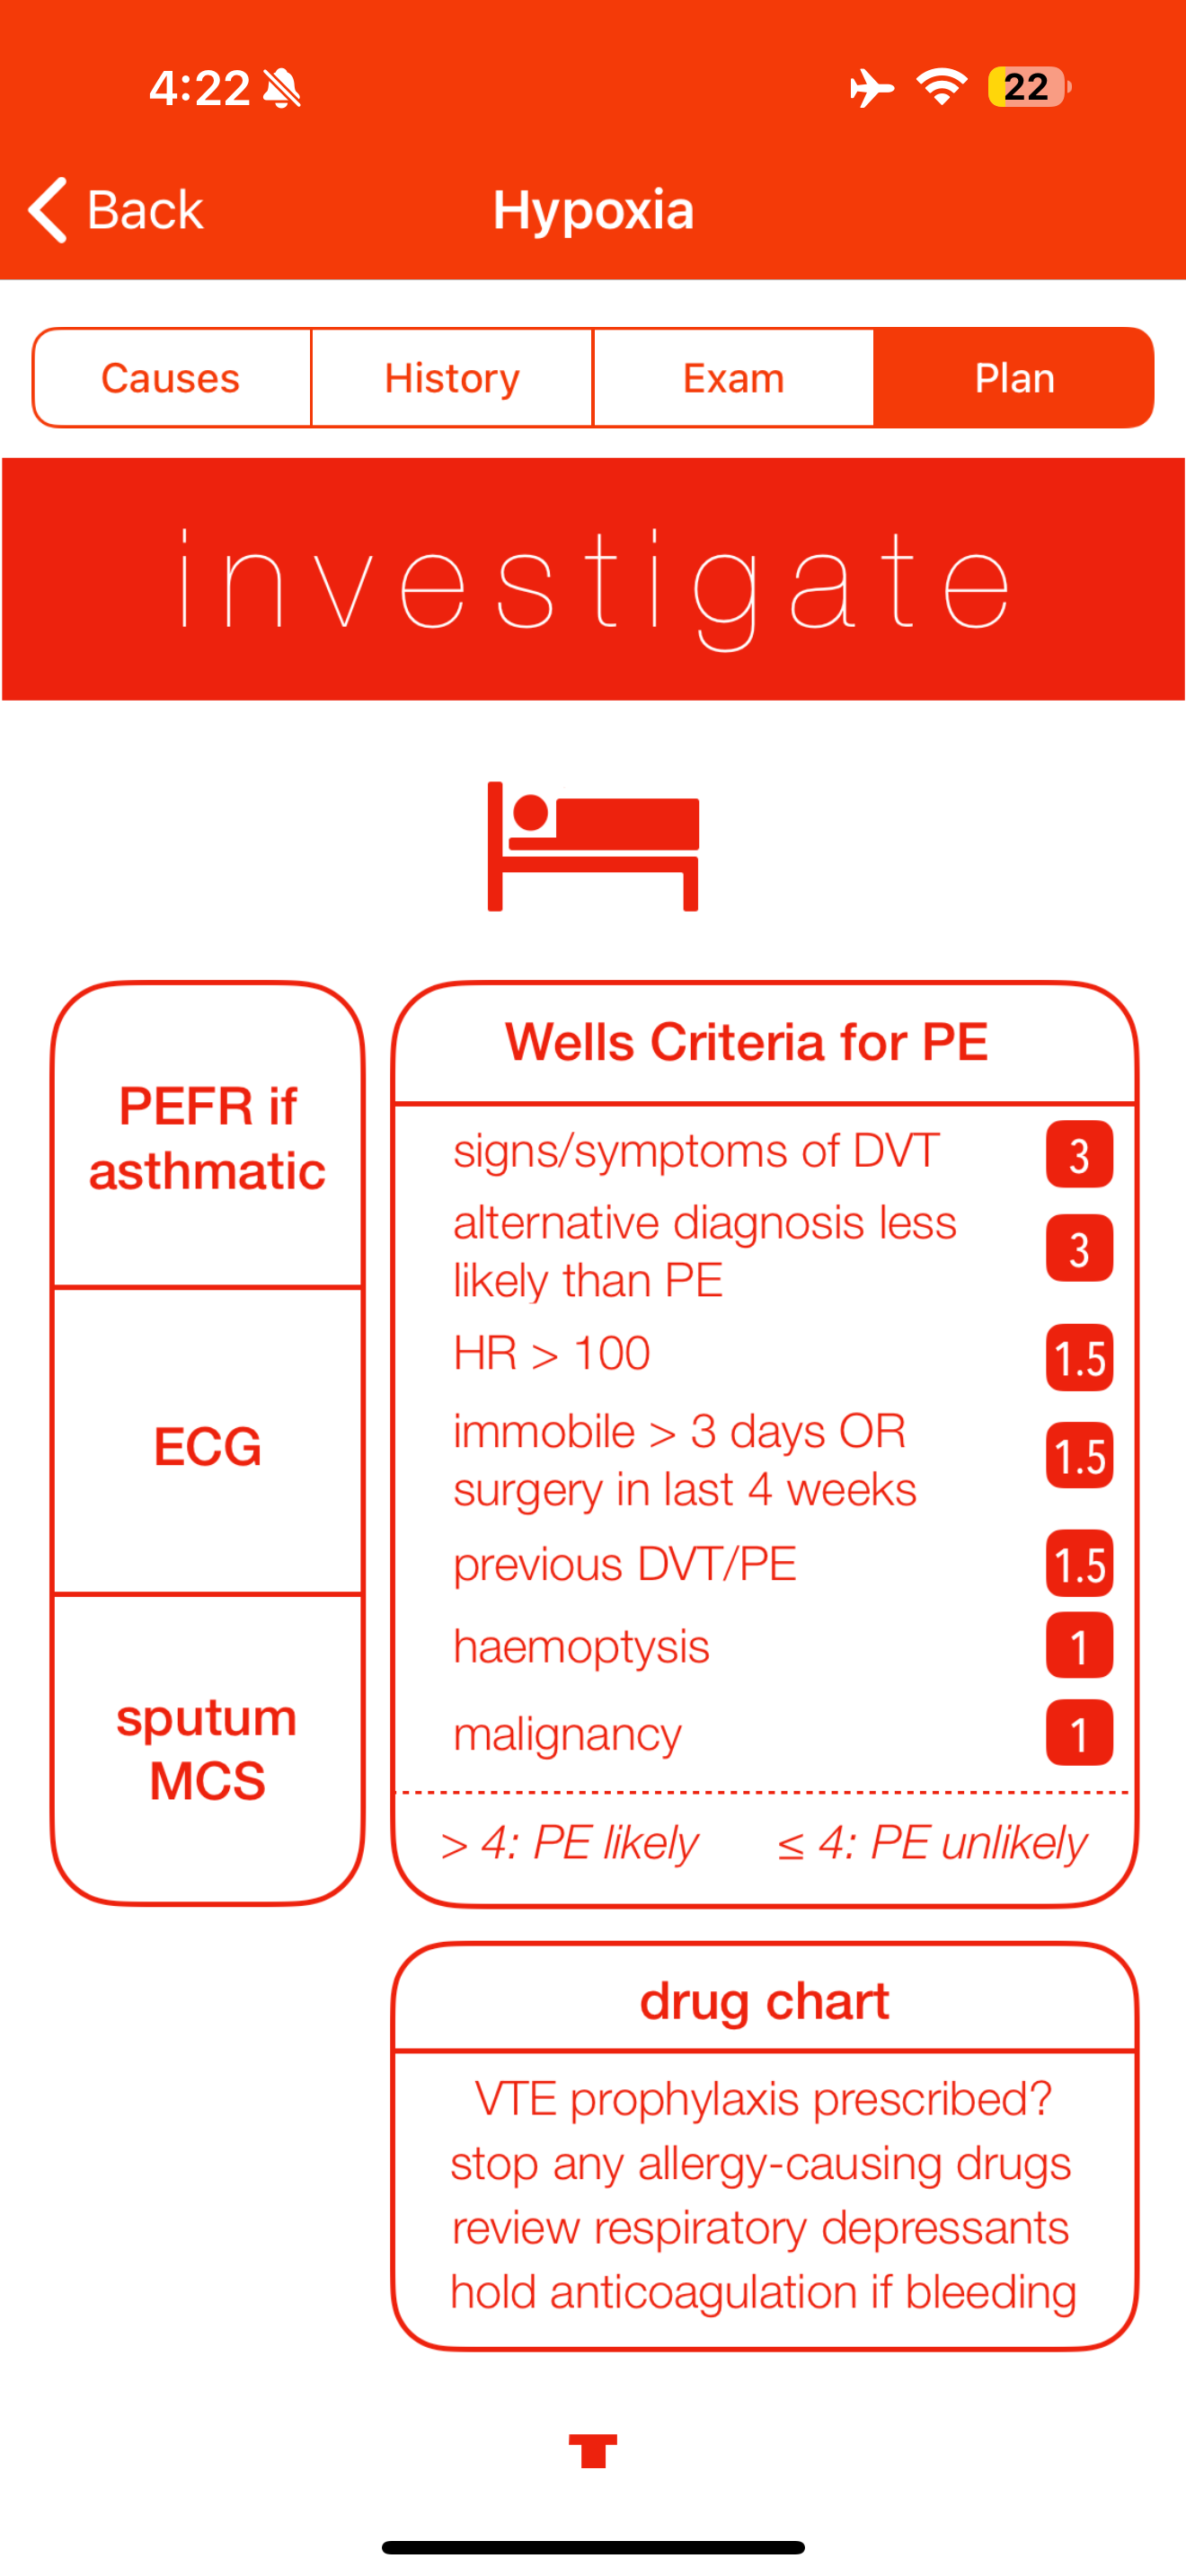 4:22
22
Back
Hypoxia
Causes
History
Exam
Plan
investigate
PEFR if
asthmatic
ECG
sputum
MCS
Wells Criteria for PE
signs/symptoms of DVT 3
alternative diagnosis less
likely than PE 3
HR > 100 1.5
immobile > 3 days OR
surgery in last 4 weeks 1.5
previous DVT/PE 1.5
haemoptysis 1
malignancy 1
> 4: PE likely ≤ 4: PE unlikely
drug chart
VTE prophylaxis prescribed?
stop any allergy-causing drugs
review respiratory depressants
hold anticoagulation if bleeding